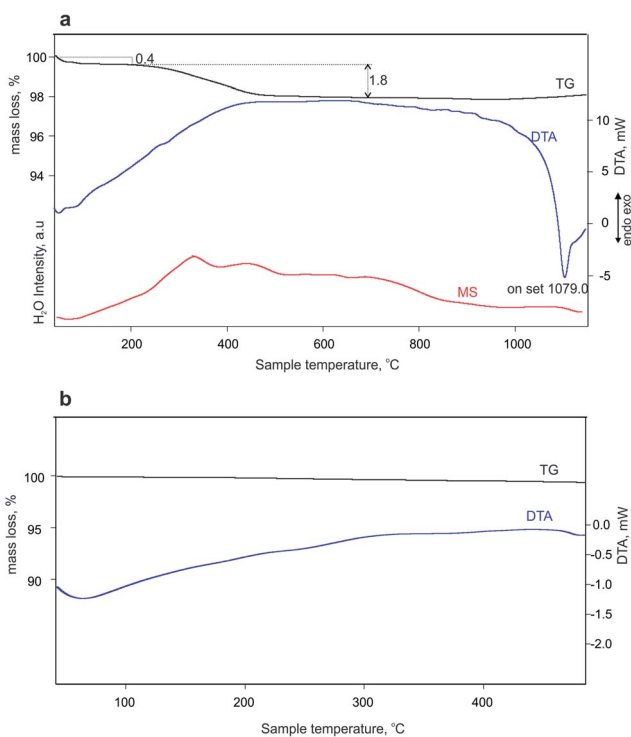 a
100
0.4
1.8
TG
98
96
94
mass loss, %
DTA
10
5
0
-5
DTA, mW
endo exo
H₂O Intensity, a.u
MS
on set 1079.0
200
400
600
800
1000
Sample temperature, °C
b
100
TG
95
90
mass loss, %
DTA
0.0
-0.5
-1.0
-1.5
-2.0
DTA, mW
100
200
300
400
Sample temperature, °C